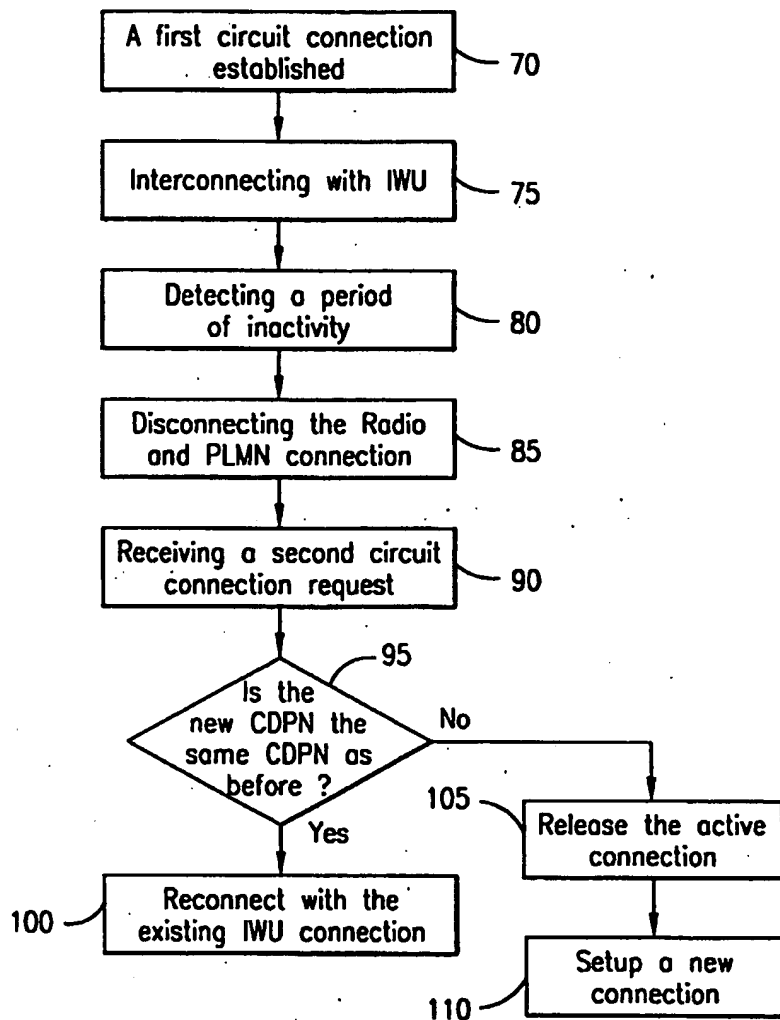 A first circuit connection
established
70
Interconnecting with IWU
75
Detecting a period
of inactivity
80
Disconnecting the Radio
and PLMN connection
85
Receiving a second circuit
connection request
90
95
Is the
new CDPN the
same CDPN as
before ?
No
Yes
105
Release the active
connection
100
Reconnect with the
existing IWU connection
110
Setup a new
connection